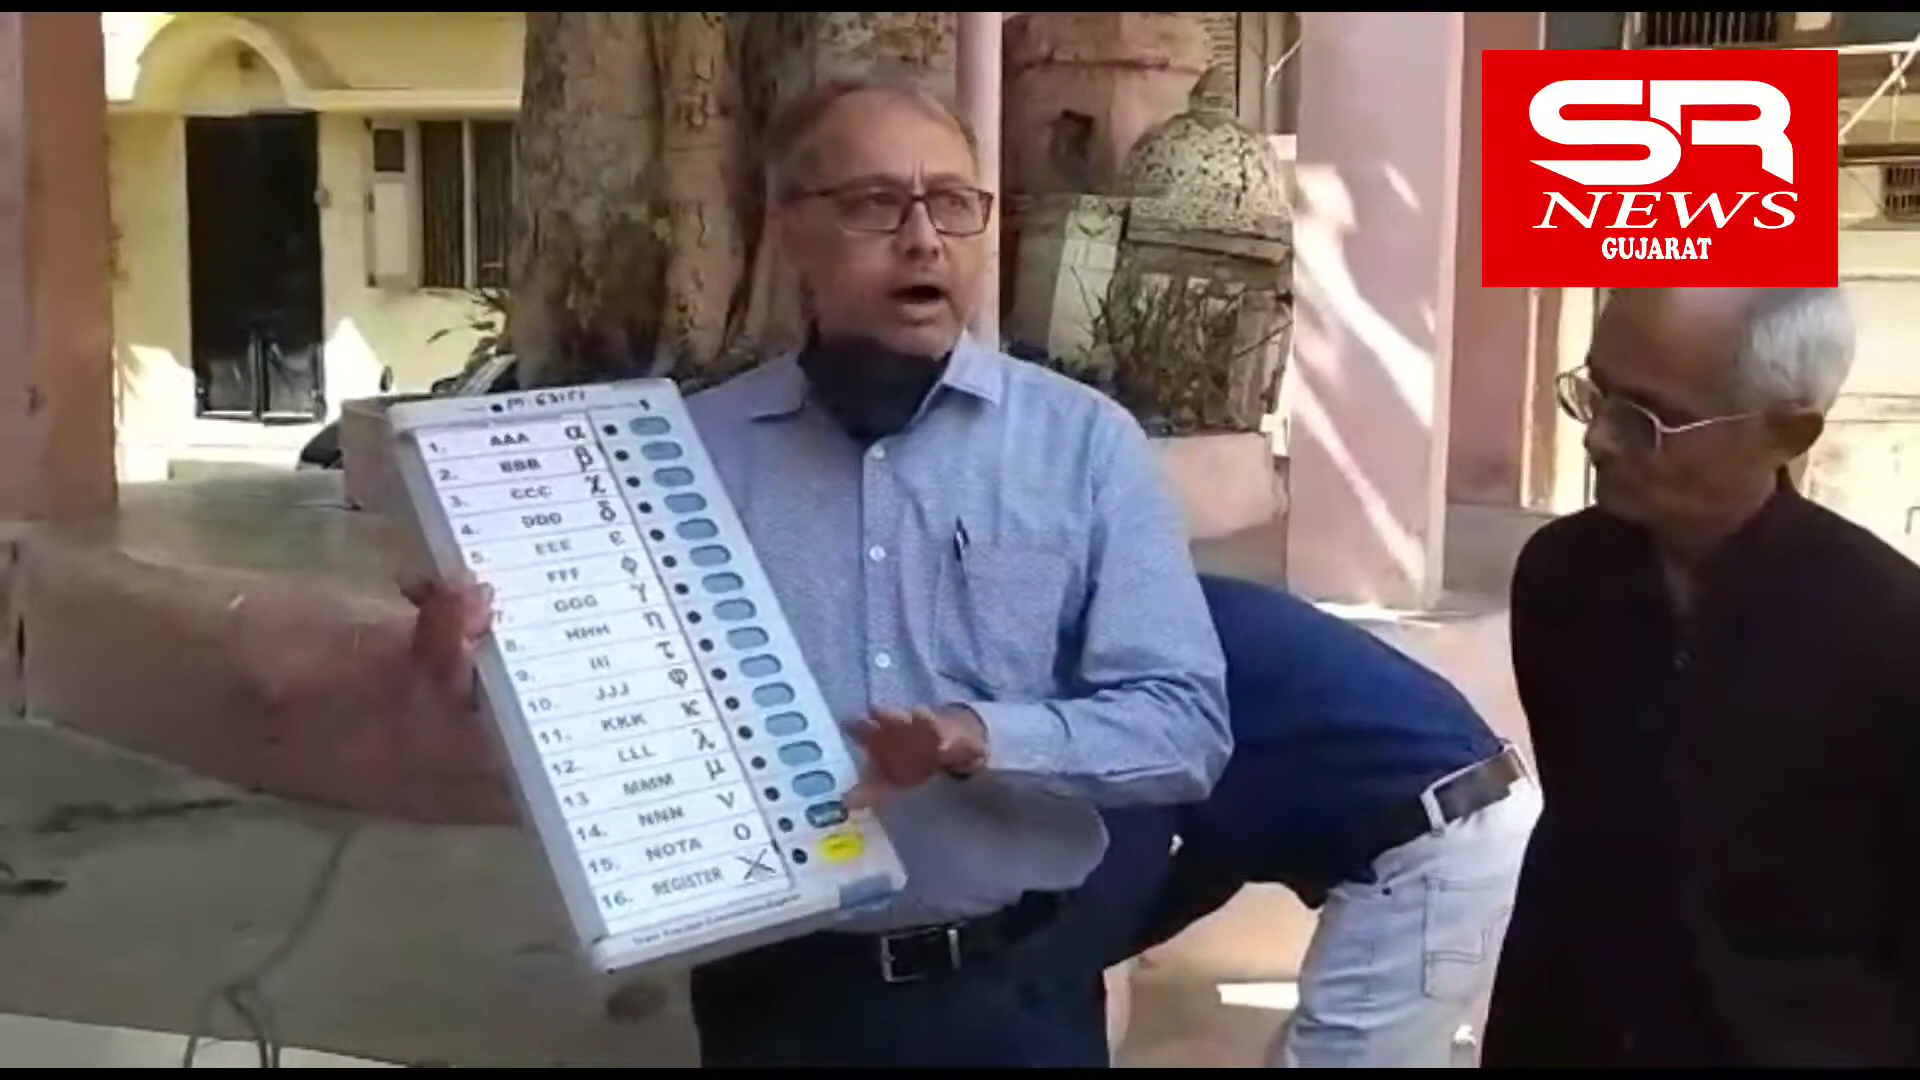 SR
NEWS
GUJARAT
1. AAA α
2. BBB β
3. CCC χ
4. DDD δ
5. EEE ε
FFF ϕ
7. GGG γ
8. HHH η
9. III τ
10. JJJ φ
11. KKK κ
12. LLL λ
13 MMM μ
14. NNN ν
15. NOTA O
16. REGISTER X